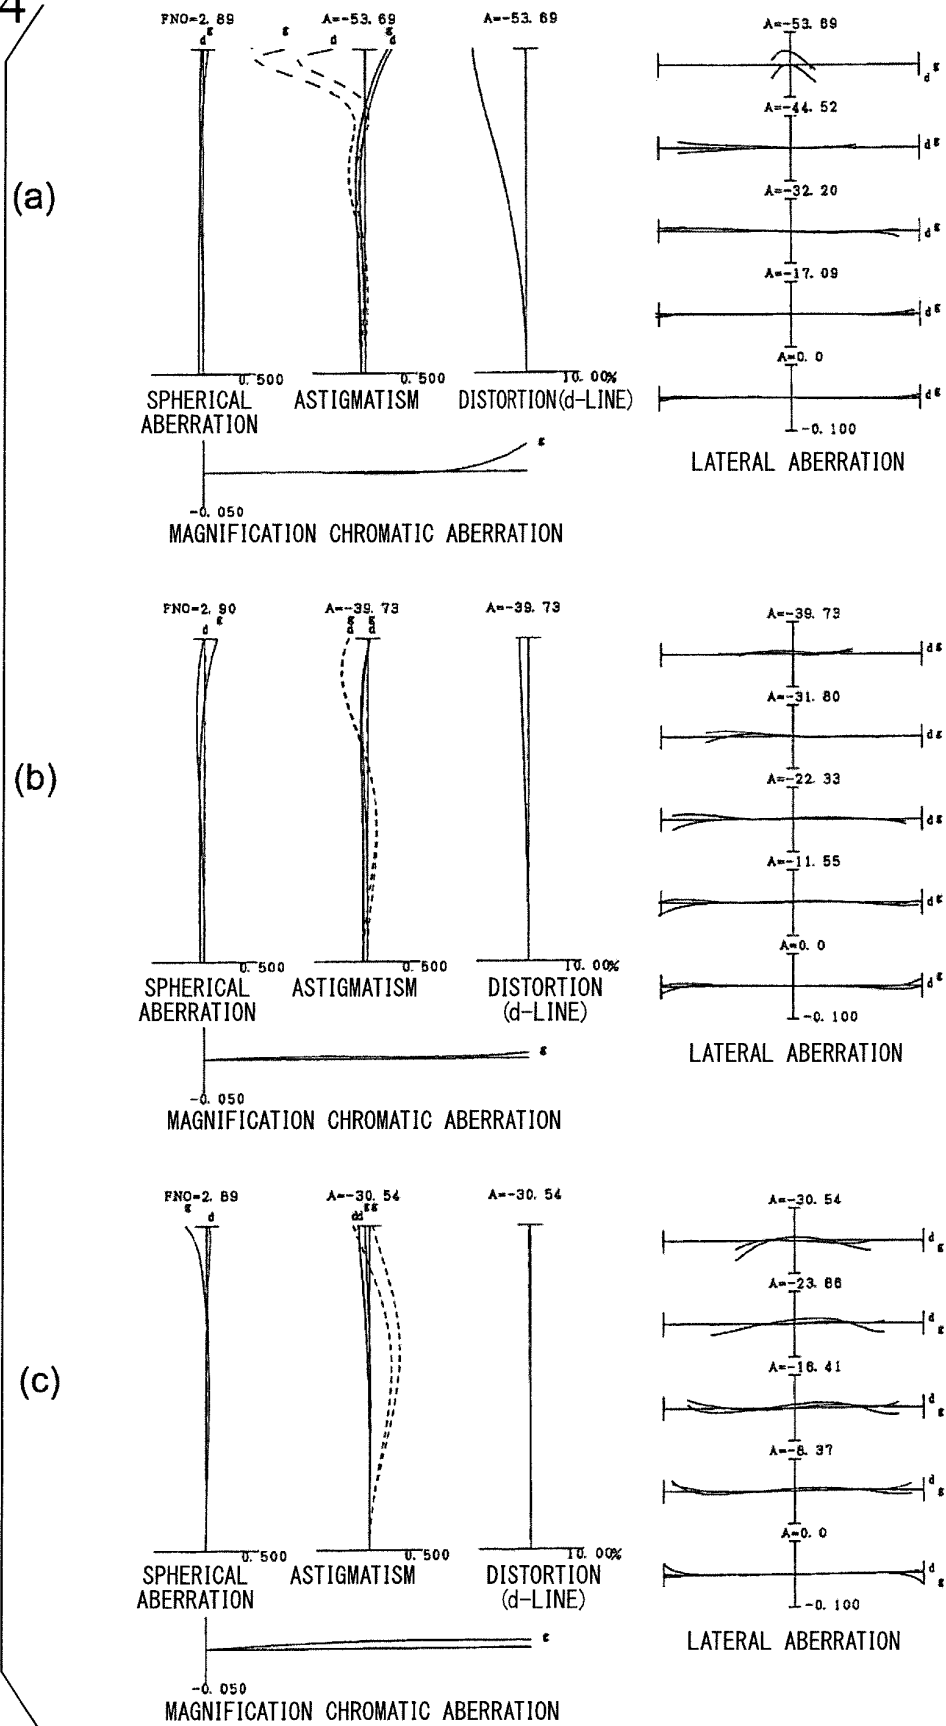 4
(a)
FNO=2.89
g
d
0.500
SPHERICAL
ABERRATION
A=-53.69
g
d
g
d
0.500
ASTIGMATISM
A=-53.69
10.00%
DISTORTION(d-LINE)
g
-0.050
MAGNIFICATION CHROMATIC ABERRATION
A=-53.69
g
d
A=-44.52
d g
A=-32.20
d g
A=-17.09
d g
A=0.0
d g
-0.100
LATERAL ABERRATION
(b)
FNO=2.90
d g
0.500
SPHERICAL
ABERRATION
A=-39.73
g g
d d
0.500
ASTIGMATISM
A=-39.73
10.00%
DISTORTION
(d-LINE)
g
-0.050
MAGNIFICATION CHROMATIC ABERRATION
A=-39.73
d g
A=-31.80
d g
A=-22.33
d g
A=-11.55
d g
A=0.0
d g
-0.100
LATERAL ABERRATION
(c)
FNO=2.89
g
d
0.500
SPHERICAL
ABERRATION
A=-30.54
g g
d d
0.500
ASTIGMATISM
A=-30.54
10.00%
DISTORTION
(d-LINE)
g
-0.050
MAGNIFICATION CHROMATIC ABERRATION
A=-30.54
d
g
A=-23.86
d
g
A=-16.41
d
g
A=-8.37
d
g
A=0.0
d
g
-0.100
LATERAL ABERRATION